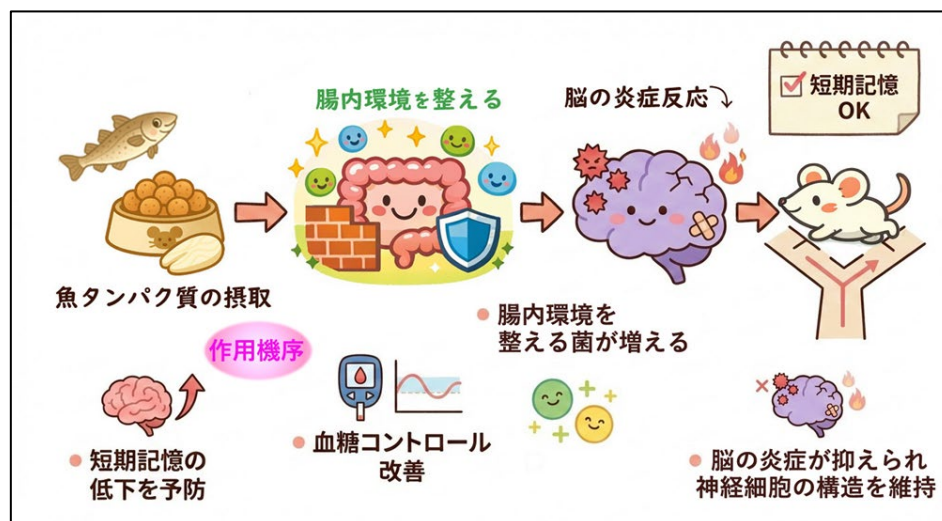 腸内環境を整える
脳の炎症反応
短期記憶
OK
魚タンパク質の摂取
作用機序
腸内環境を
整える菌が増える
短期記憶の
低下を予防
血糖コントロール
改善
脳の炎症が抑えられ
神経細胞の構造を維持